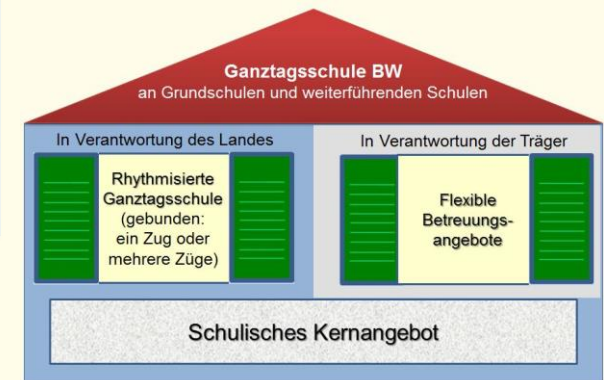 Ganztagsschule BW
an Grundschulen und weiterführenden Schulen
In Verantwortung des Landes
Rhythmisierte
Ganztagsschule
(gebunden:
ein Zug oder
mehrere Züge)
In Verantwortung der Träger
Flexible
Betreuungs-
angebote
Schulisches Kernangebot